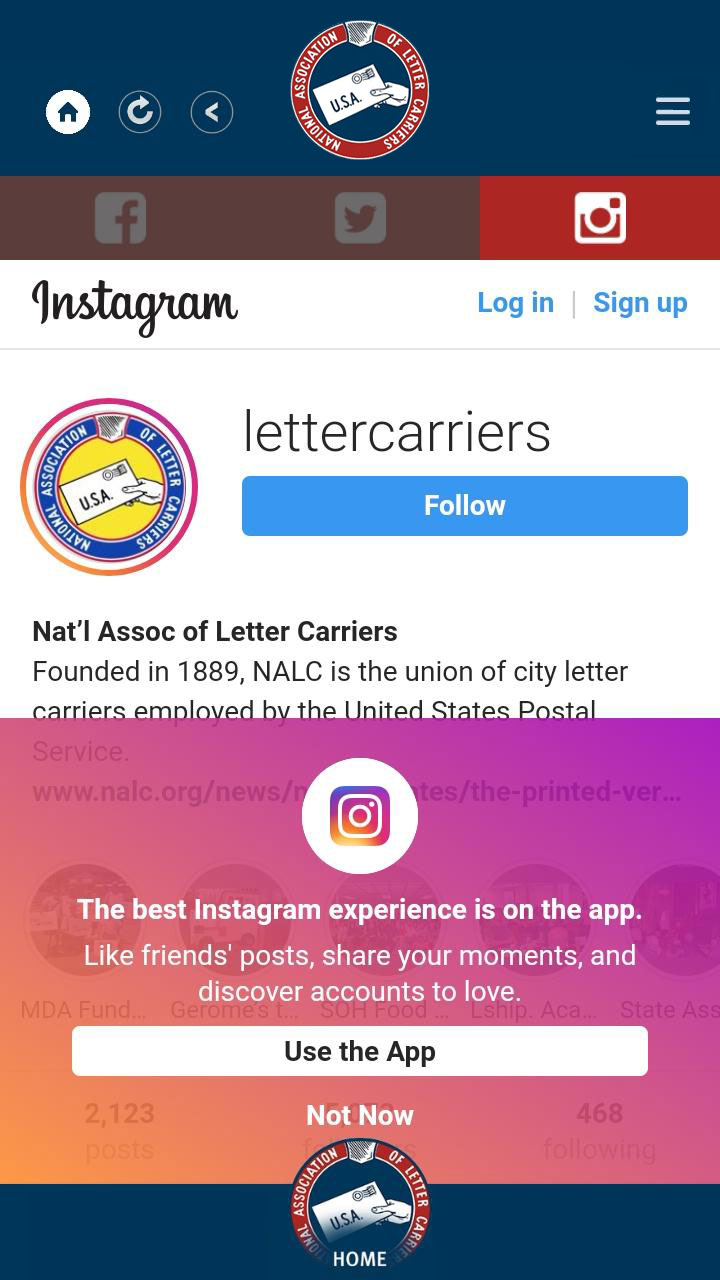 NATIONAL ASSOCIATION OF LETTER CARRIERS
U.S.A.
Instagram
Log in | Sign up
NATIONAL ASSOCIATION OF LETTER CARRIERS
U.S.A.
lettercarriers
Follow
Nat’l Assoc of Letter Carriers
Founded in 1889, NALC is the union of city letter
carriers employed by the United States Postal
Service.
www.nalc.org/news/n tes/the-printed-ver...
The best Instagram experience is on the app.
Like friends' posts, share your moments, and
discover accounts to love.
MDA Fund... Gerome's t... SOH Food ... Lship. Aca... State Ass
Use the App
2,123 468
Not Now
posts following
NATIONAL ASSOCIATION OF LETTER CARRIERS
U.S.A.
HOME